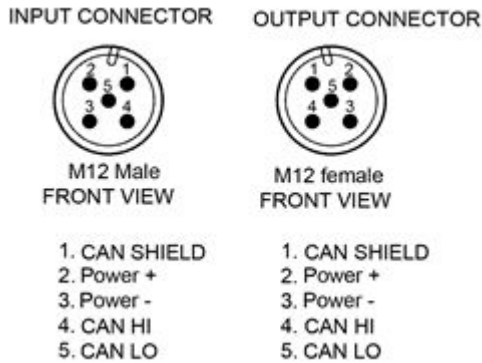 INPUT CONNECTOR
OUTPUT CONNECTOR
2 1
5
3 4
1 2
5
4 3
M12 Male
FRONT VIEW
M12 female
FRONT VIEW
1. CAN SHIELD
2. Power +
3. Power -
4. CAN HI
5. CAN LO
1. CAN SHIELD
2. Power +
3. Power -
4. CAN HI
5. CAN LO